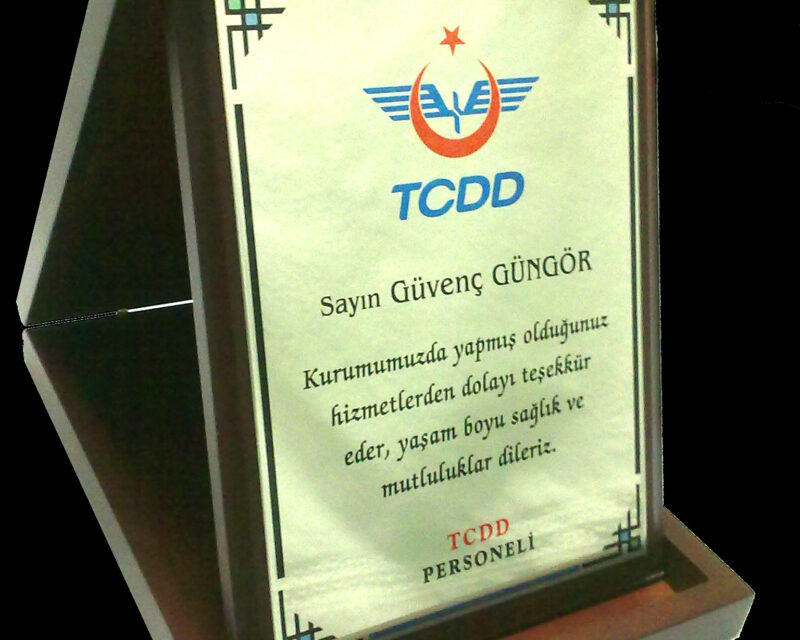 TCDD
Sayın Güvenç GÜNGÖR
Kurumumuzda yapmış olduğunuz
hizmetlerden dolayı teşekkür
eder, yaşam boyu sağlık ve
mutluluklar dileriz.
TCDD
PERSONELİ